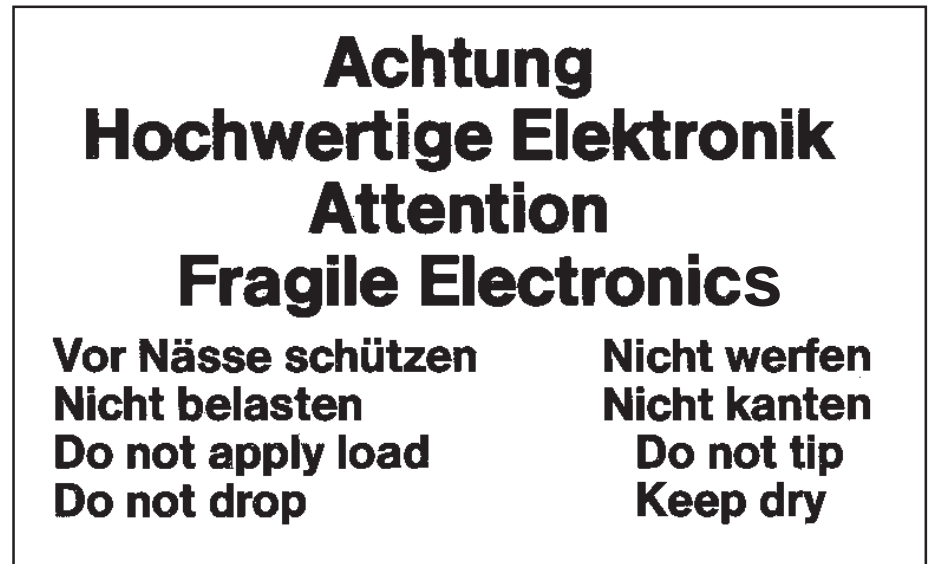 Achtung
Hochwertige Elektronik
Attention
Fragile Electronics
Vor Nässe schützen
Nicht belasten
Do not apply load
Do not drop
Nicht werfen
Nicht kanten
Do not tip
Keep dry